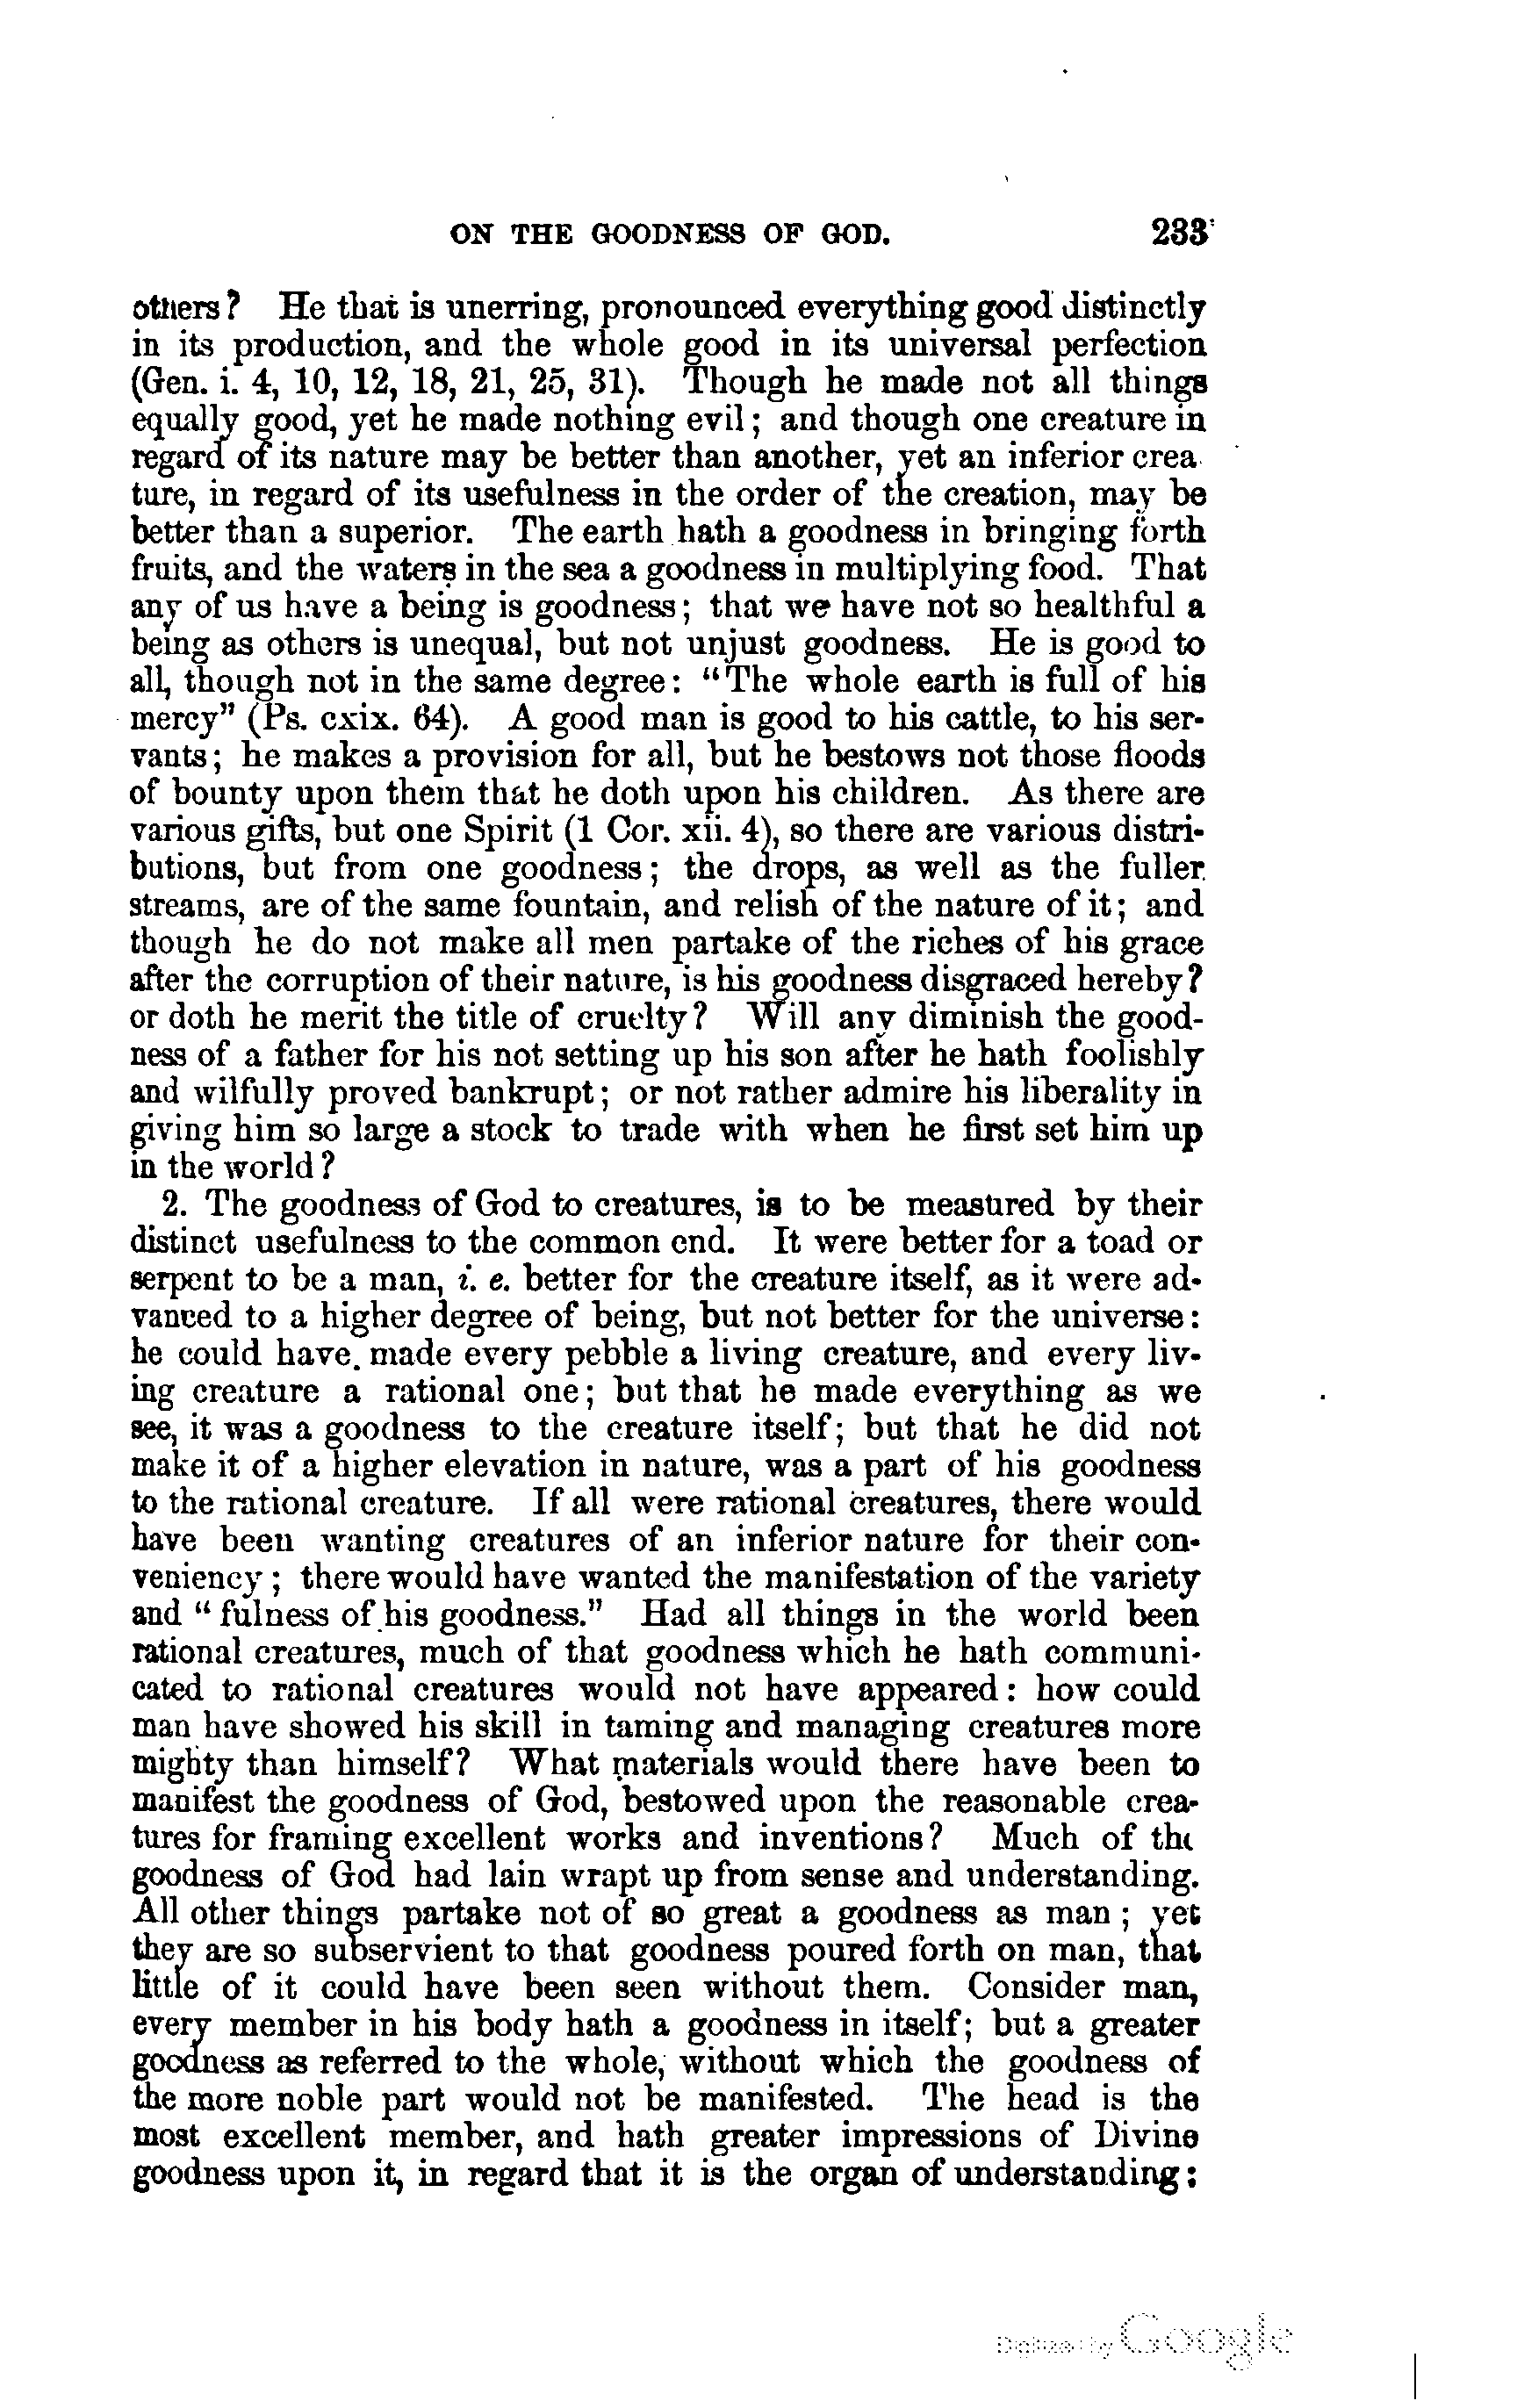 ON THE GOODNESS OF GOD. 233
others? He that is unerring, pronounced everything good distinctly
in its production, and the whole good in its universal perfection
(Gen. i. 4, 10, 12, 18, 21, 25, 31). Though he made not all things
equally good, yet he made nothing evil; and though one creature in
regard of its nature may be better than another, yet an inferior crea-
ture, in regard of its usefulness in the order of the creation, may be
better than a superior. The earth hath a goodness in bringing forth
fruits, and the waters in the sea a goodness in multiplying food. That
any of us have a being is goodness; that we have not so healthful a
being as others is unequal, but not unjust goodness. He is good to
all, though not in the same degree: "The whole earth is full of his
mercy" (Ps. cxix. 64). A good man is good to his cattle, to his ser-
vants; he makes a provision for all, but he bestows not those floods
of bounty upon them that he doth upon his children. As there are
various gifts, but one Spirit (1 Cor. xii. 4), so there are various distri-
butions, but from one goodness; the drops, as well as the fuller
streams, are of the same fountain, and relish of the nature of it; and
though he do not make all men partake of the riches of his grace
after the corruption of their nature, is his goodness disgraced hereby?
or doth he merit the title of cruelty? Will any diminish the good-
ness of a father for his not setting up his son after he hath foolishly
and wilfully proved bankrupt; or not rather admire his liberality in
giving him so large a stock to trade with when he first set him up
in the world?
2. The goodness of God to creatures, is to be measured by their
distinct usefulness to the common end. It were better for a toad or
serpent to be a man, i. e. better for the creature itself, as it were ad-
vanced to a higher degree of being, but not better for the universe:
he could have made every pebble a living creature, and every liv-
ing creature a rational one; but that he made everything as we
see, it was a goodness to the creature itself; but that he did not
make it of a higher elevation in nature, was a part of his goodness
to the rational creature. If all were rational creatures, there would
have been wanting creatures of an inferior nature for their con-
veniency; there would have wanted the manifestation of the variety
and "fulness of his goodness." Had all things in the world been
rational creatures, much of that goodness which he hath communi-
cated to rational creatures would not have appeared: how could
man have showed his skill in taming and managing creatures more
mighty than himself? What materials would there have been to
manifest the goodness of God, bestowed upon the reasonable crea-
tures for framing excellent works and inventions? Much of the
goodness of God had lain wrapt up from sense and understanding.
All other things partake not of so great a goodness as man; yet
they are so subservient to that goodness poured forth on man, that
little of it could have been seen without them. Consider man,
every member in his body hath a goodness in itself; but a greater
goodness as referred to the whole, without which the goodness of
the more noble part would not be manifested. The head is the
most excellent member, and hath greater impressions of Divine
goodness upon it, in regard that it is the organ of understanding:
Digitized by Google